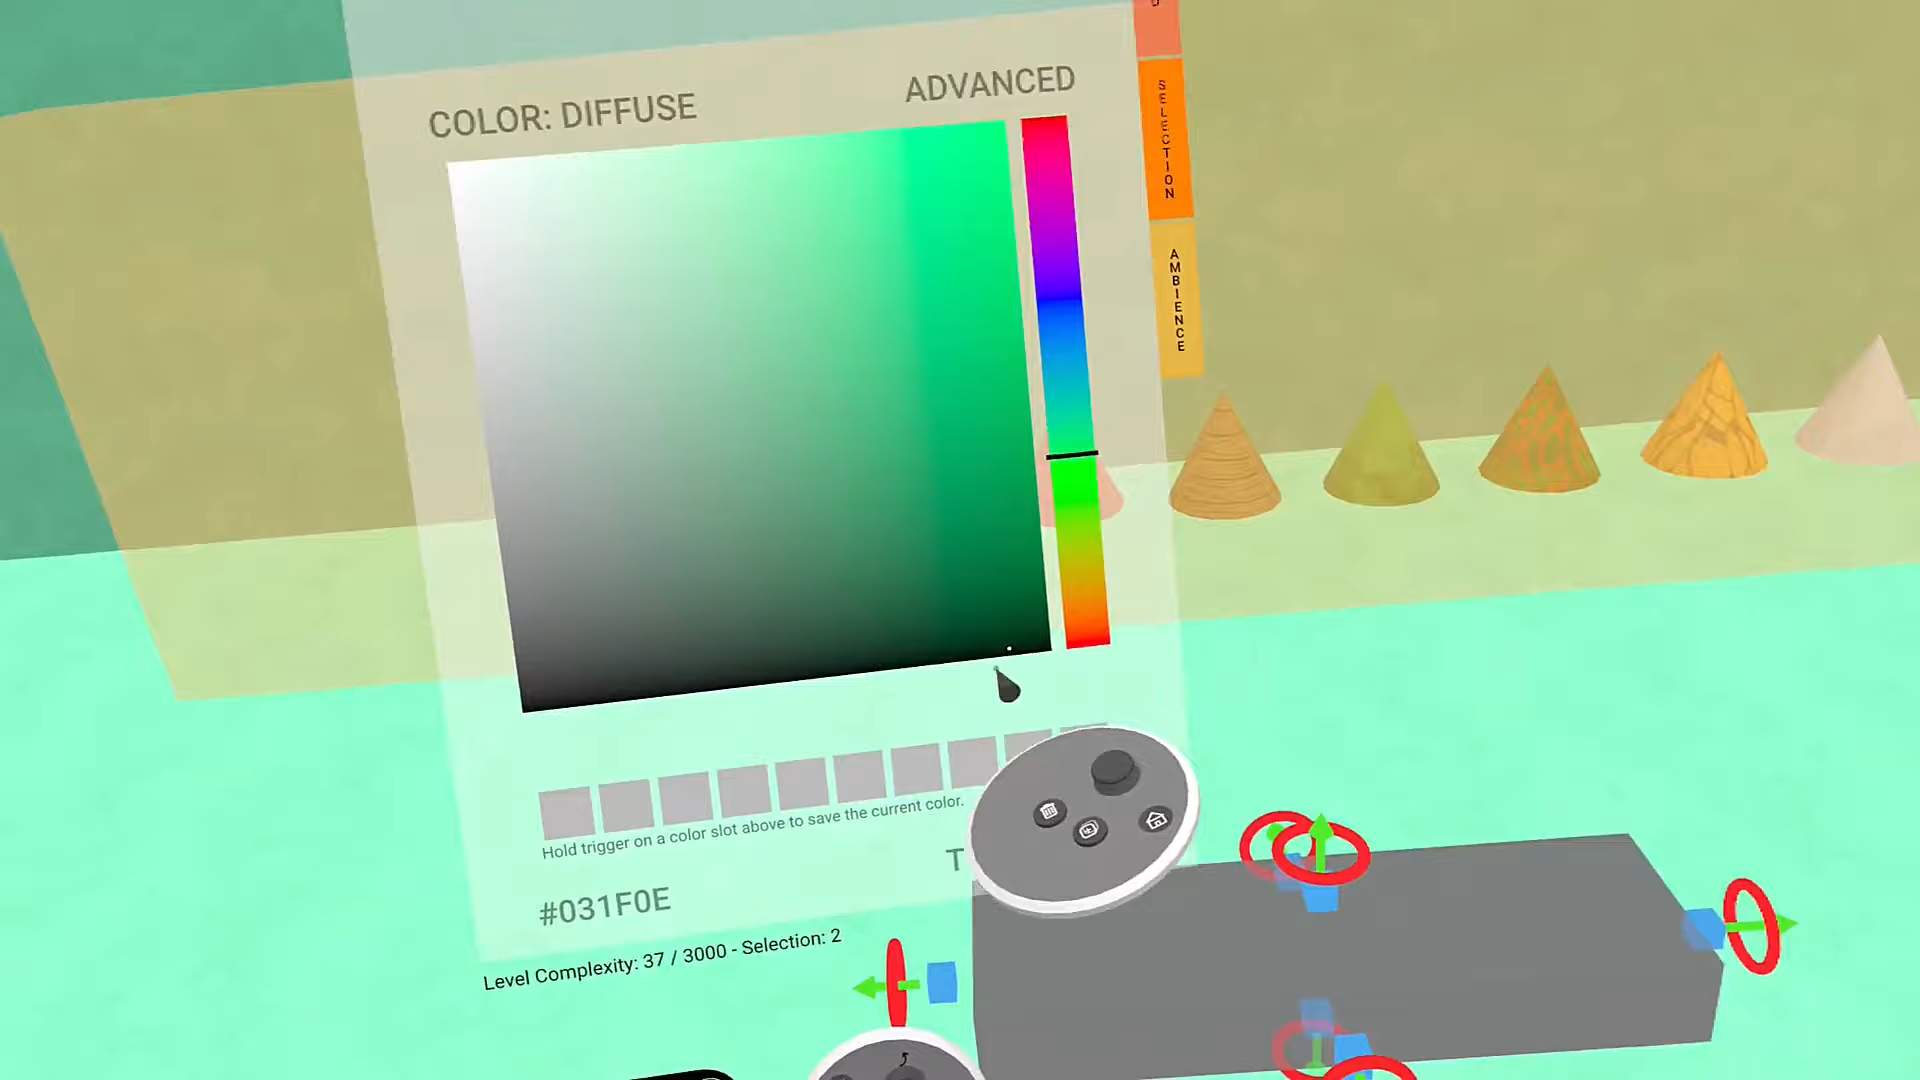 COLOR: DIFFUSE
ADVANCED
SELECTION
AMBIENCE
Hold trigger on a color slot above to save the current color.
#031F0E
Level Complexity: 37 / 3000 - Selection: 2